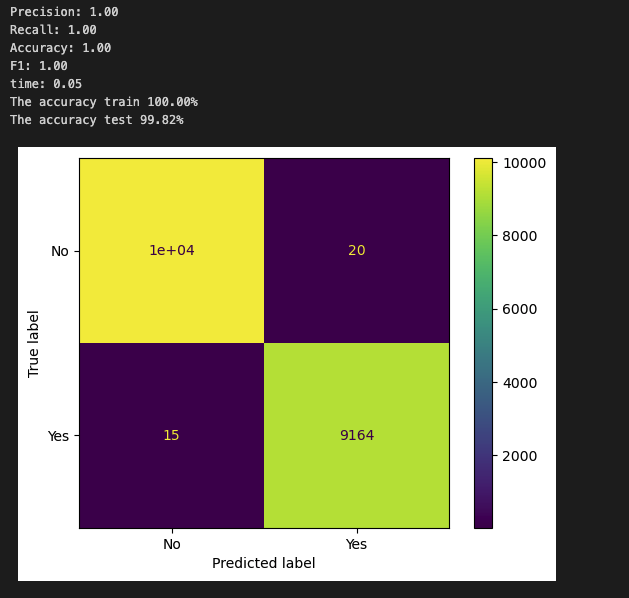 Precision: 1.00
Recall: 1.00
Accuracy: 1.00
F1: 1.00
time: 0.05
The accuracy train 100.00%
The accuracy test 99.82%
10000
8000
6000
4000
2000
True label
No
1e+04
20
Yes
15
9164
No
Yes
Predicted label